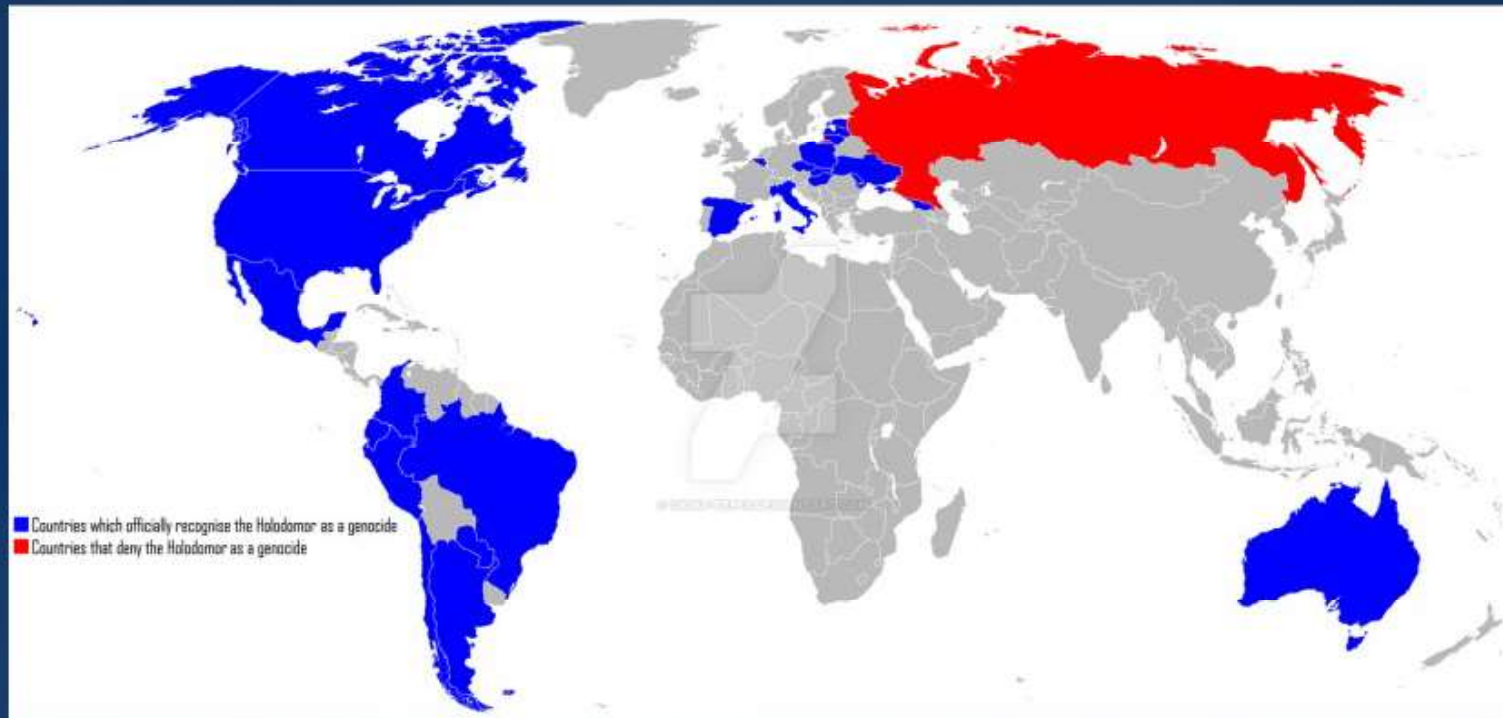 Countries which officially recognise the Holodomor as a genocide
Countries that deny the Holodomor as a genocide